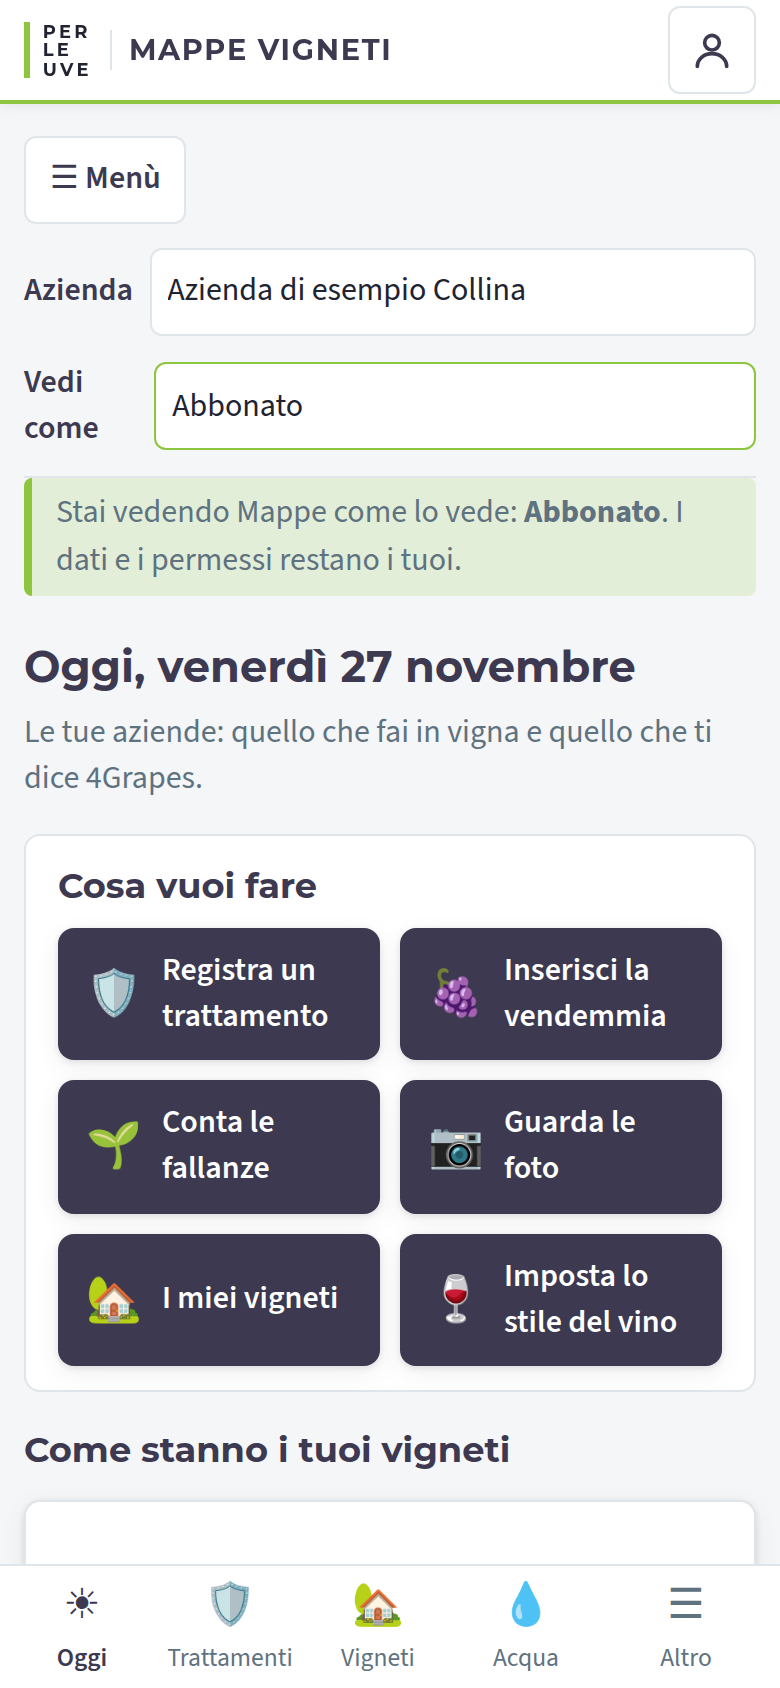 PER
LE
UVE
MAPPE VIGNETI
☰ Menù
Azienda
Azienda di esempio Collina
Vedi
come
Abbonato
Stai vedendo Mappe come lo vede: Abbonato. I
dati e i permessi restano i tuoi.
Oggi, venerdì 27 novembre
Le tue aziende: quello che fai in vigna e quello che ti
dice 4Grapes.
Cosa vuoi fare
Registra un
trattamento
Inserisci la
vendemmia
Conta le
fallanze
Guarda le
foto
I miei vigneti
Imposta lo
stile del vino
Come stanno i tuoi vigneti
Oggi
Trattamenti
Vigneti
Acqua
Altro